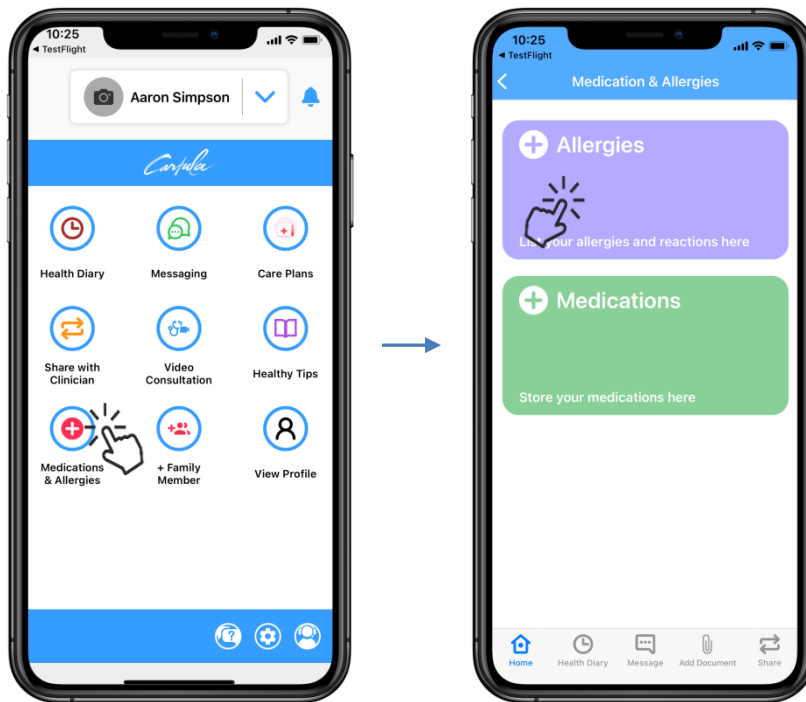 10:25
◀ TestFlight
Aaron Simpson
Cartula
Health Diary
Messaging
Care Plans
Share with
Clinician
Video
Consultation
Healthy Tips
Medications
& Allergies
+ Family
Member
View Profile
10:25
◀ TestFlight
Medication & Allergies
Allergies
List your allergies and reactions here
Medications
Store your medications here
Home
Health Diary
Message
Add Document
Share